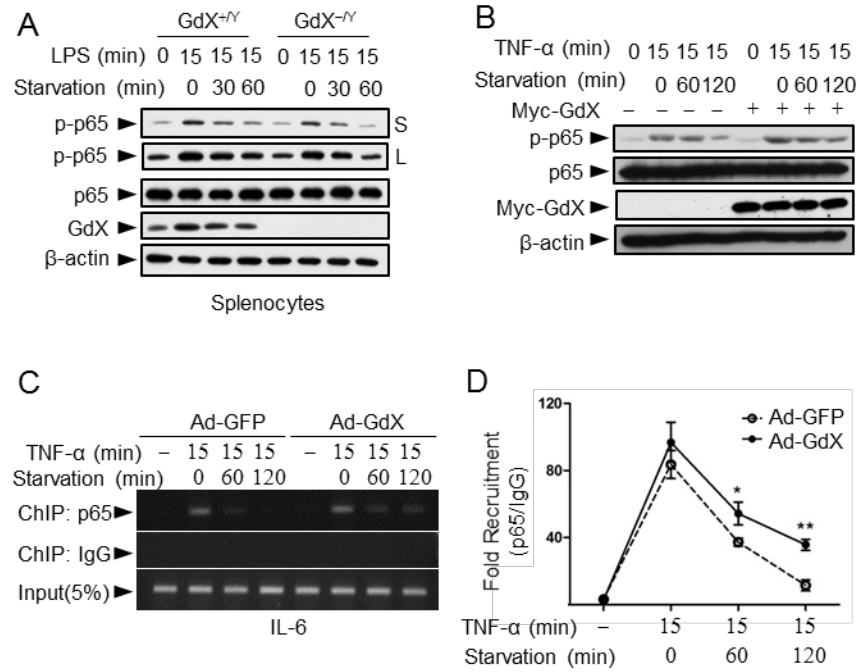 A
GdX+/Y GdX−/Y
LPS (min) 0 15 15 15 0 15 15 15
Starvation (min) 0 30 60 0 30 60
p-p65 S
p-p65 L
p65
GdX
β-actin
Splenocytes
B
TNF-α (min) 0 15 15 15 0 15 15 15
Starvation (min) 0 60 120 0 60 120
Myc-GdX − − − − + + + +
p-p65
p65
Myc-GdX
β-actin
C
Ad-GFP Ad-GdX
TNF-α (min) − 15 15 15 − 15 15 15
Starvation (min) 0 60 120 0 60 120
ChIP: p65
ChIP: IgG
Input(5%)
IL-6
D
Fold Recruitment
(p65/IgG)
120
80
40
Ad-GFP
Ad-GdX
*
**
TNF-α (min) − 15 15 15
Starvation (min) 0 60 120